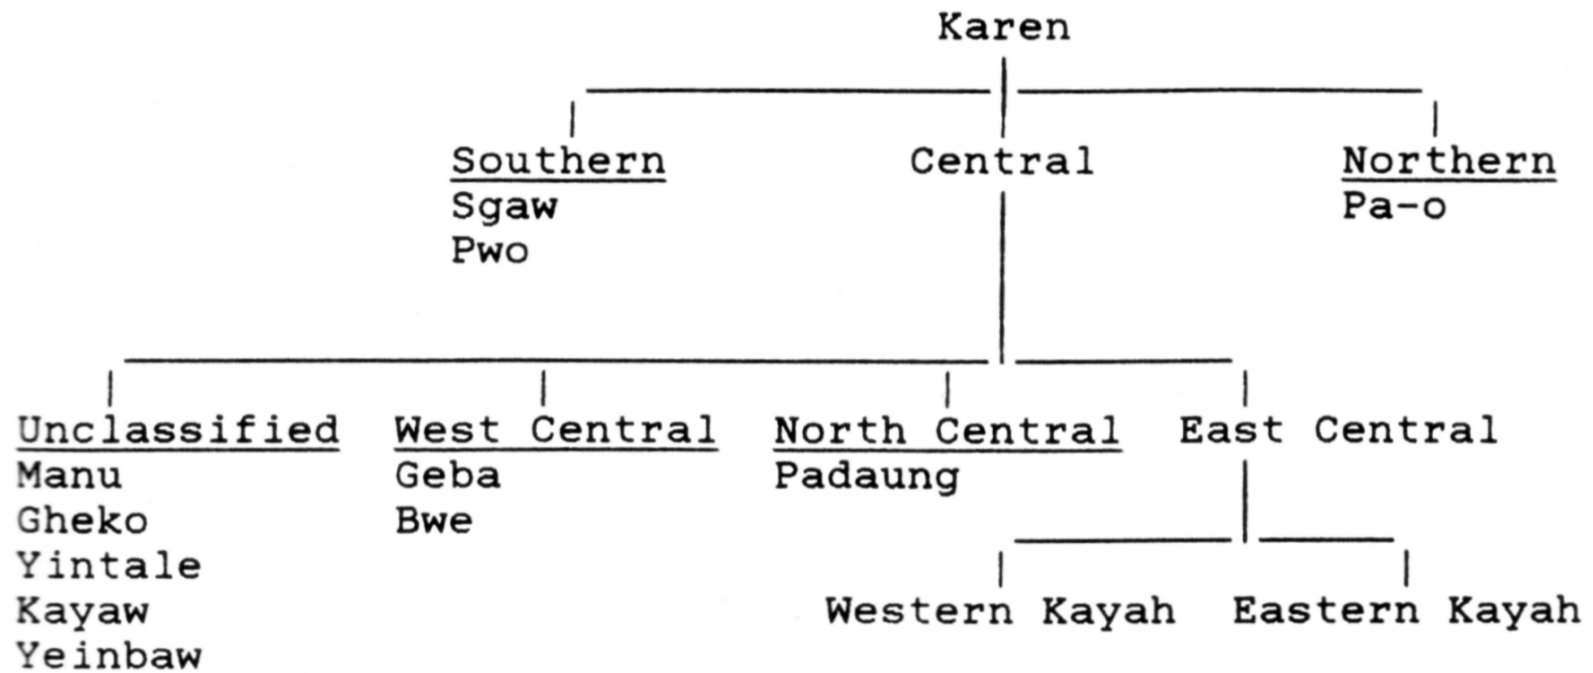 Karen
Southern Central Northern
Sgaw Pa-o
Pwo
Unclassified West Central North Central East Central
Manu Geba Padaung
Gheko Bwe
Yintale
Kayaw Western Kayah Eastern Kayah
Yeinbaw